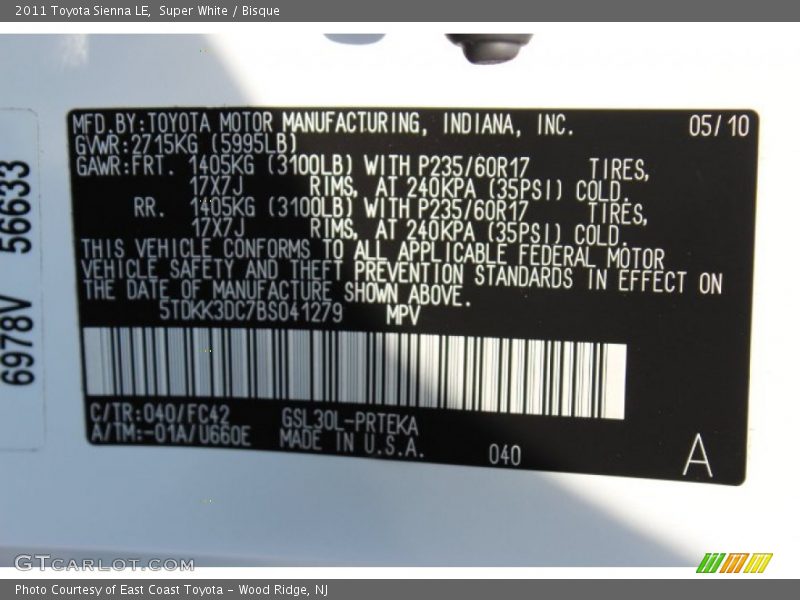 2011 Toyota Sienna LE, Super White / Bisque
MFD.BY:TOYOTA MOTOR MANUFACTURING, INDIANA, INC. 05/10
GVWR:2715KG (5995LB)
GAWR:FRT. 1405KG (3100LB) WITH P235/60R17 TIRES,
17X7J RIMS, AT 240KPA (35PSI) COLD.
RR. 1405KG (3100LB) WITH P235/60R17 TIRES,
17X7J RIMS, AT 240KPA (35PSI) COLD.
THIS VEHICLE CONFORMS TO ALL APPLICABLE FEDERAL MOTOR
VEHICLE SAFETY AND THEFT PREVENTION STANDARDS IN EFFECT ON
THE DATE OF MANUFACTURE SHOWN ABOVE.
5TDKK3DC7BS041279 MPV
C/TR:040/FC42 GSL30L-PRTEKA
A/TM:-01A/U660E MADE IN U.S.A. 040 A
6978V 56633
GTCARLOT.COM
Photo Courtesy of East Coast Toyota - Wood Ridge, NJ